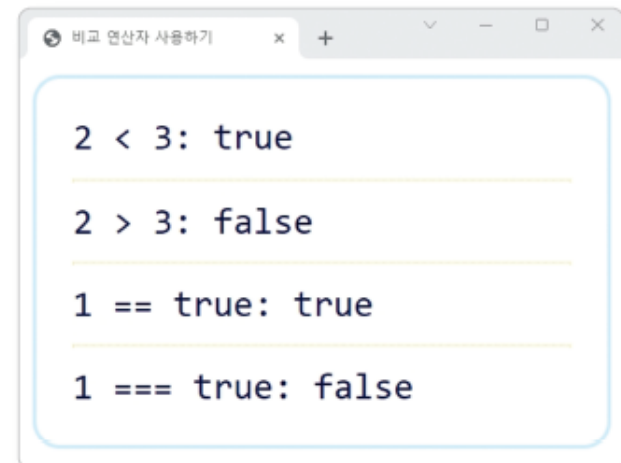 비교 연산자 사용하기
2 < 3: true
2 > 3: false
1 == true: true
1 === true: false